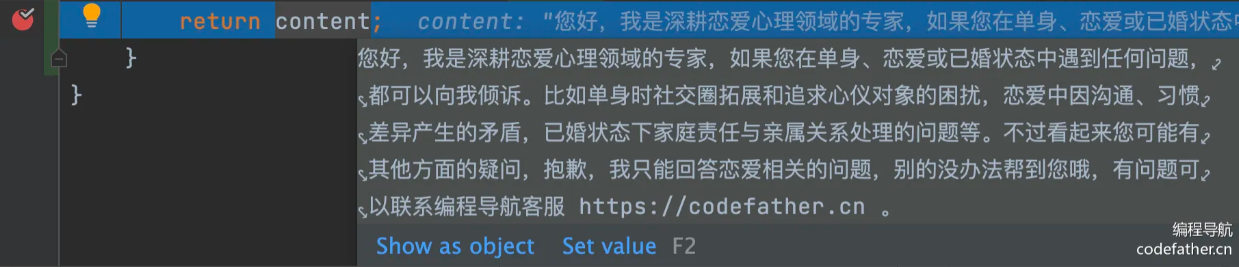 return content;   content: "您好，我是深耕恋爱心理领域的专家，如果您在单身、恋爱或已婚状态中
}
您好，我是深耕恋爱心理领域的专家，如果您在单身、恋爱或已婚状态中遇到任何问题，
}
都可以向我倾诉。比如单身时社交圈拓展和追求心仪对象的困扰，恋爱中因沟通、习惯
差异产生的矛盾，已婚状态下家庭责任与亲属关系处理的问题等。不过看起来您可能有
其他方面的疑问，抱歉，我只能回答恋爱相关的问题，别的没办法帮到您哦，有问题可
以联系编程导航客服 https://codefather.cn 。
Show as object   Set value   F2
编程导航
codefather.cn